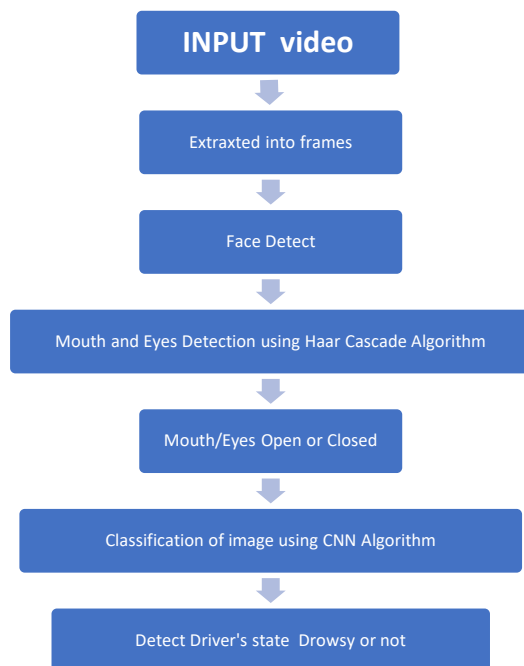 INPUT video
Extraxted into frames
Face Detect
Mouth and Eyes Detection using Haar Cascade Algorithm
Mouth/Eyes Open or Closed
Classification of image using CNN Algorithm
Detect Driver's state Drowsy or not